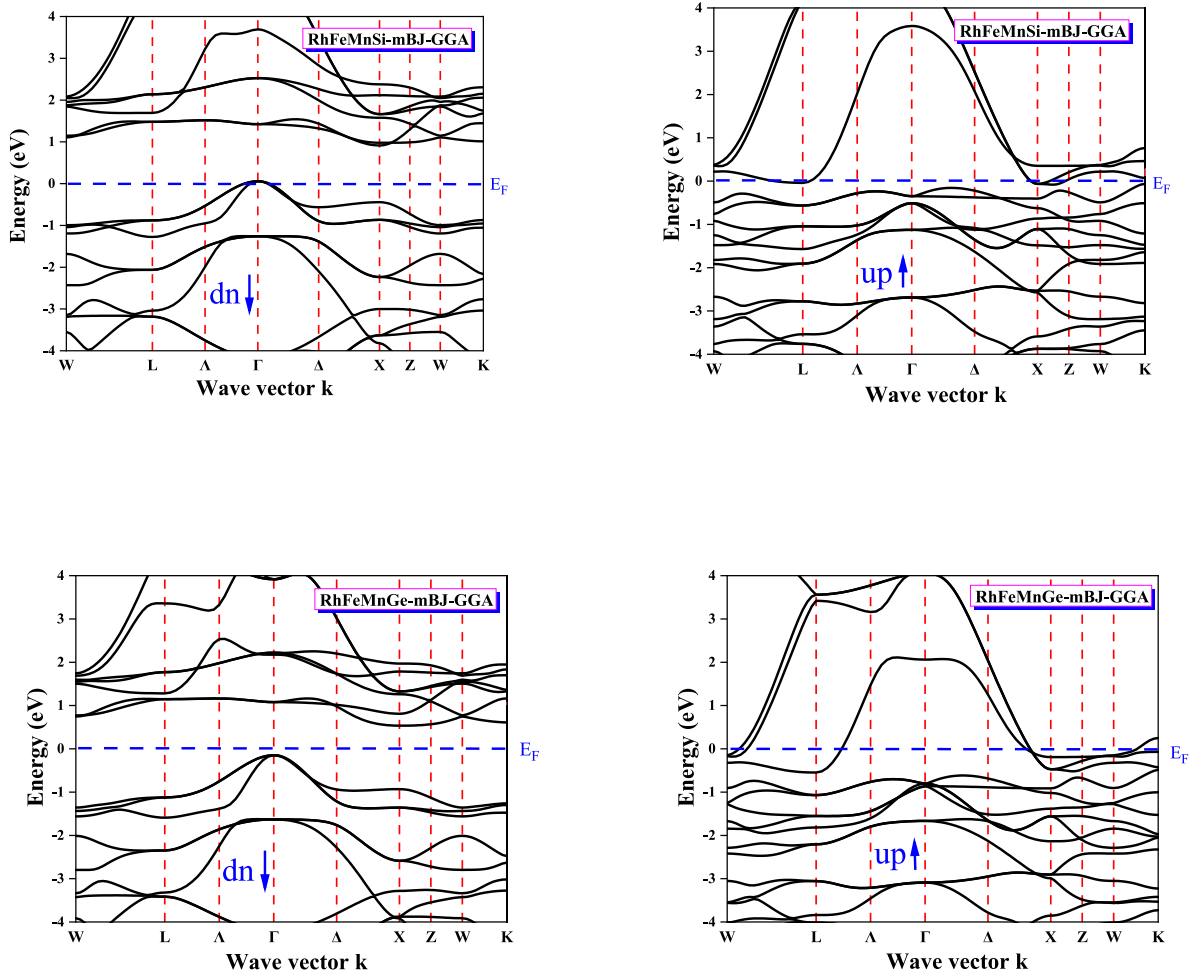 RhFeMnSi-mBJ-GGA
4
3
2
1
0
-1
-2
-3
-4
Energy (eV)
E_F
dn
W L Λ Γ Δ X Z W K
Wave vector k
RhFeMnSi-mBJ-GGA
4
3
2
1
0
-1
-2
-3
-4
Energy (eV)
E_F
up
W L Λ Γ Δ X Z W K
Wave vector k
RhFeMnGe-mBJ-GGA
4
3
2
1
0
-1
-2
-3
-4
Energy (eV)
E_F
dn
W L Λ Γ Δ X Z W K
Wave vector k
RhFeMnGe-mBJ-GGA
4
3
2
1
0
-1
-2
-3
-4
Energy (eV)
E_F
up
W L Λ Γ Δ X Z W K
Wave vector k